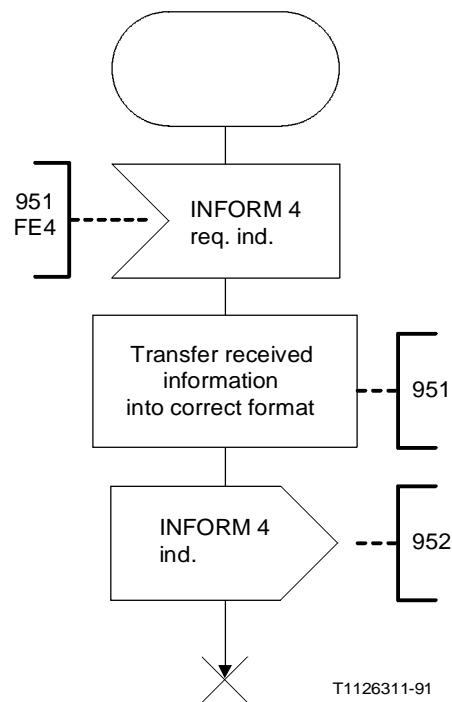 951
FE4
INFORM 4
req. ind.
Transfer received
information
into correct format
951
INFORM 4
ind.
952
T1126311-91